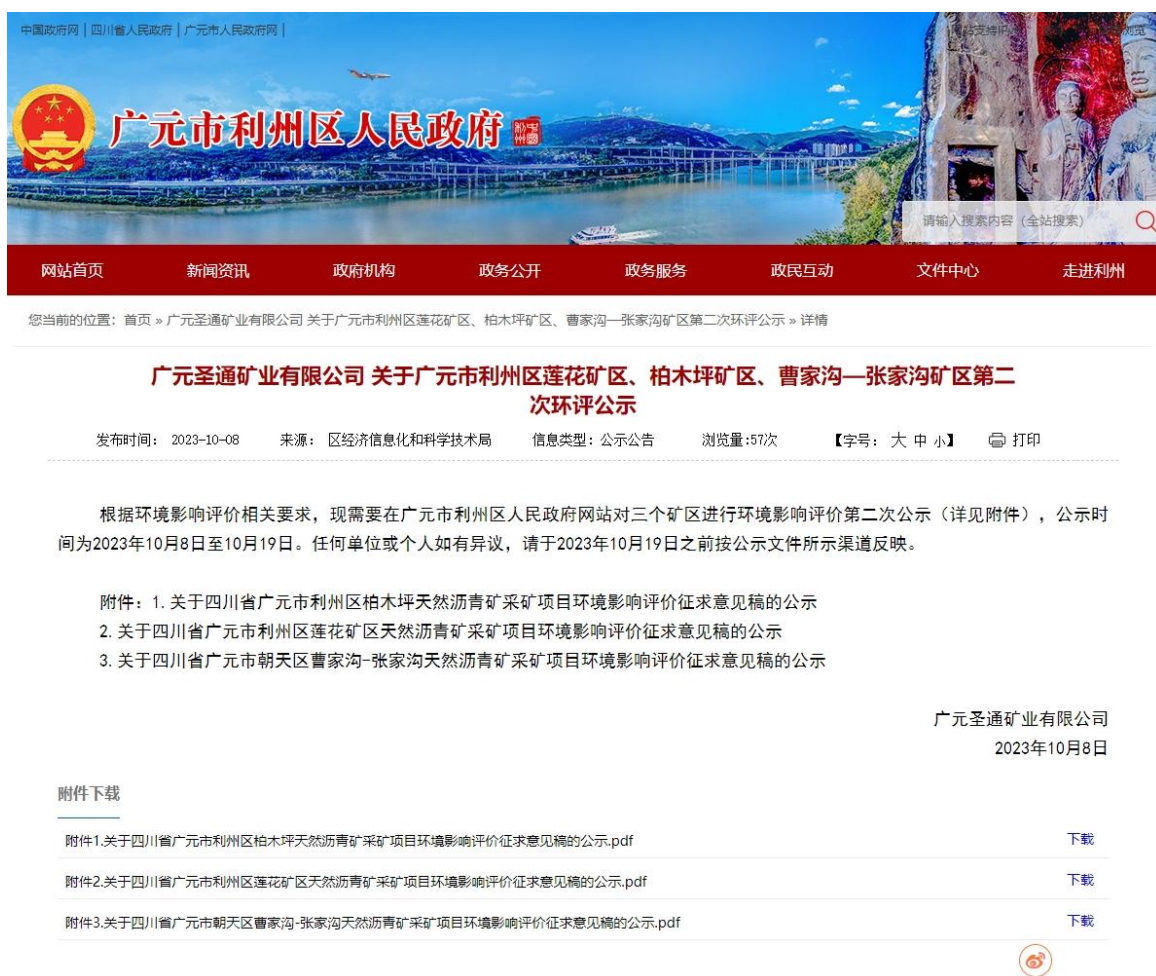 中国政府网 | 四川省人民政府 | 广元市人民政府网 |
网站支持IP
浏览
广元市利州区人民政府
请输入搜索内容（全站搜索）
网站首页 新闻资讯 政府机构 政务公开 政务服务 政民互动 文件中心 走进利州
您当前的位置：首页 » 广元圣通矿业有限公司 关于广元市利州区莲花矿区、柏木坪矿区、曹家沟—张家沟矿区第二次环评公示 » 详情
广元圣通矿业有限公司 关于广元市利州区莲花矿区、柏木坪矿区、曹家沟—张家沟矿区第二
次环评公示
发布时间： 2023-10-08 来源： 区经济信息化和科学技术局 信息类型：公示公告 浏览量:57次 【字号： 大 中 小】 打印
根据环境影响评价相关要求，现需要在广元市利州区人民政府网站对三个矿区进行环境影响评价第二次公示（详见附件），公示时
间为2023年10月8日至10月19日。任何单位或个人如有异议，请于2023年10月19日之前按公示文件所示渠道反映。
附件：1. 关于四川省广元市利州区柏木坪天然沥青矿采矿项目环境影响评价征求意见稿的公示
2. 关于四川省广元市利州区莲花矿区天然沥青矿采矿项目环境影响评价征求意见稿的公示
3. 关于四川省广元市朝天区曹家沟-张家沟天然沥青矿采矿项目环境影响评价征求意见稿的公示
广元圣通矿业有限公司
2023年10月8日
附件下载
附件1.关于四川省广元市利州区柏木坪天然沥青矿采矿项目环境影响评价征求意见稿的公示.pdf 下载
附件2.关于四川省广元市利州区莲花矿区天然沥青矿采矿项目环境影响评价征求意见稿的公示.pdf 下载
附件3.关于四川省广元市朝天区曹家沟-张家沟天然沥青矿采矿项目环境影响评价征求意见稿的公示.pdf 下载